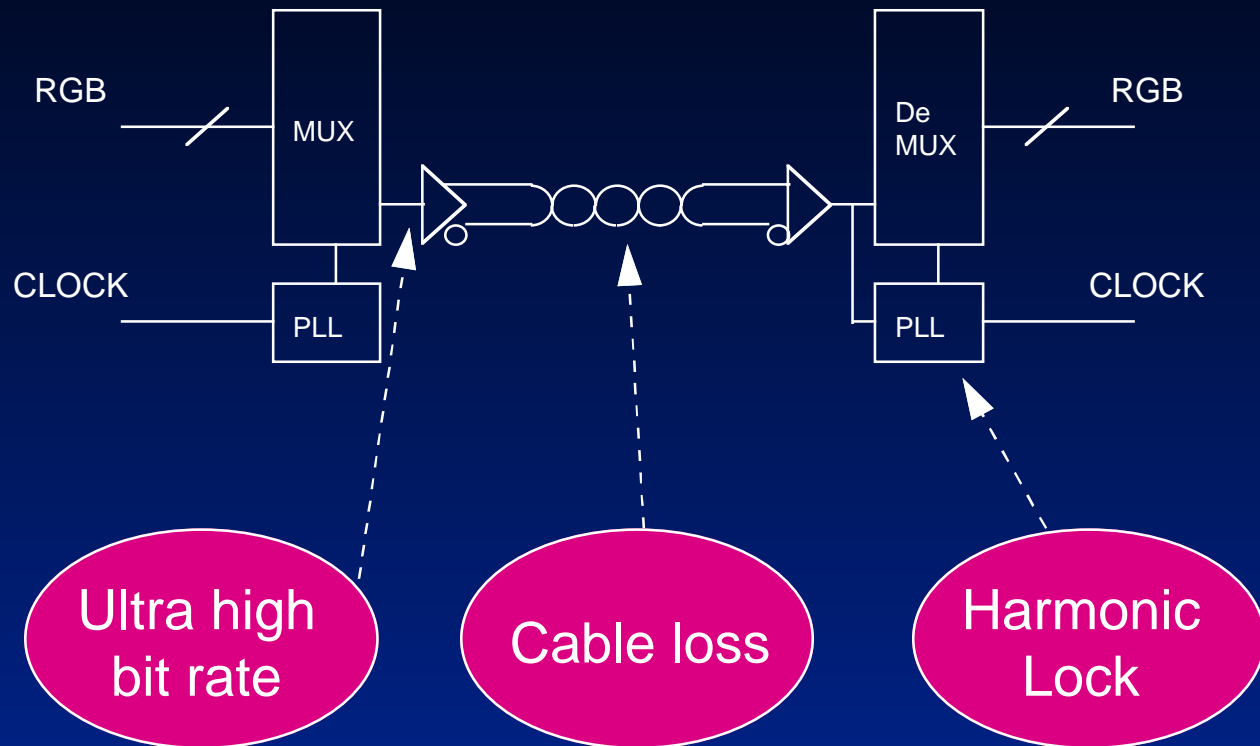 RGB
MUX
CLOCK
PLL
De
MUX
RGB
PLL
CLOCK
Ultra high
bit rate
Cable loss
Harmonic
Lock